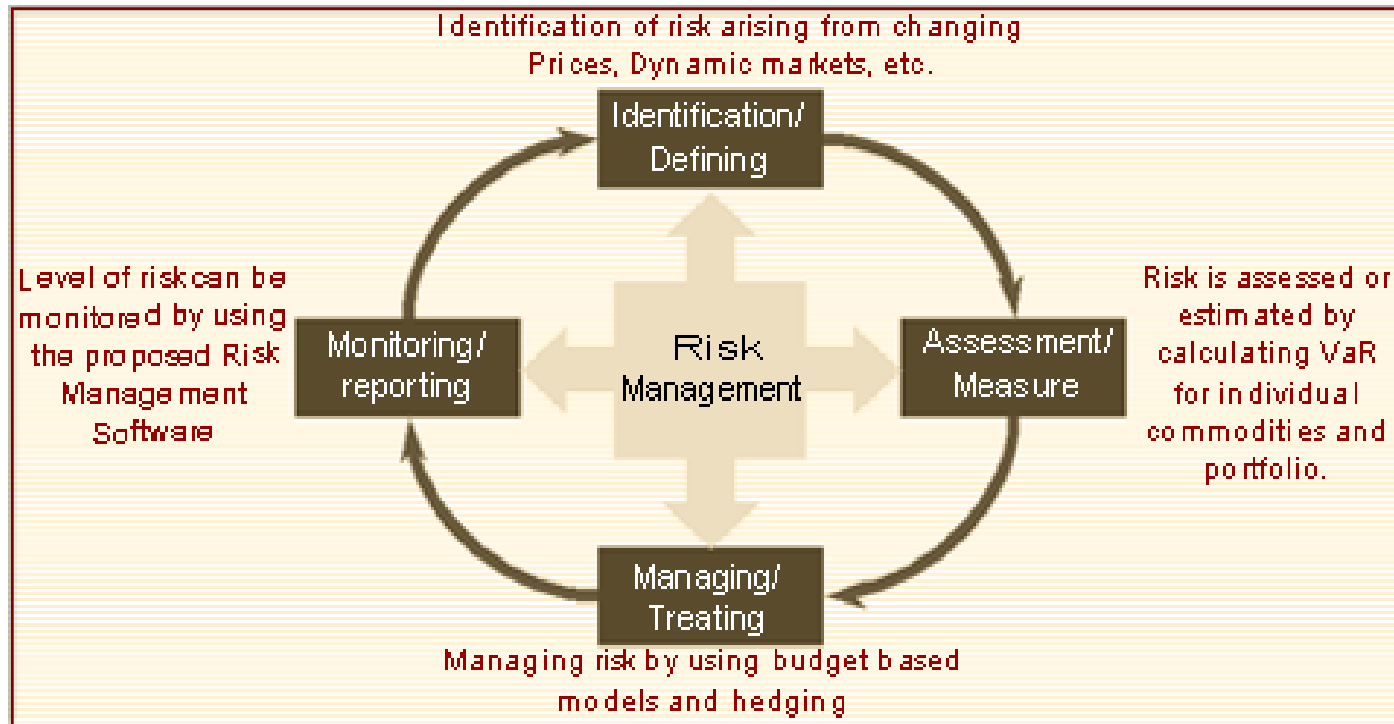 Identification of risk arising from changing
Prices, Dynamic markets, etc.
Identification/
Defining
Level of risk can be
monitored by using
the proposed Risk
Management
Software
Monitoring/
reporting
Risk
Management
Assessment/
Measure
Risk is assessed or
estimated by
calculating VaR
for individual
commodities and
portfolio.
Managing/
Treating
Managing risk by using budget based
models and hedging